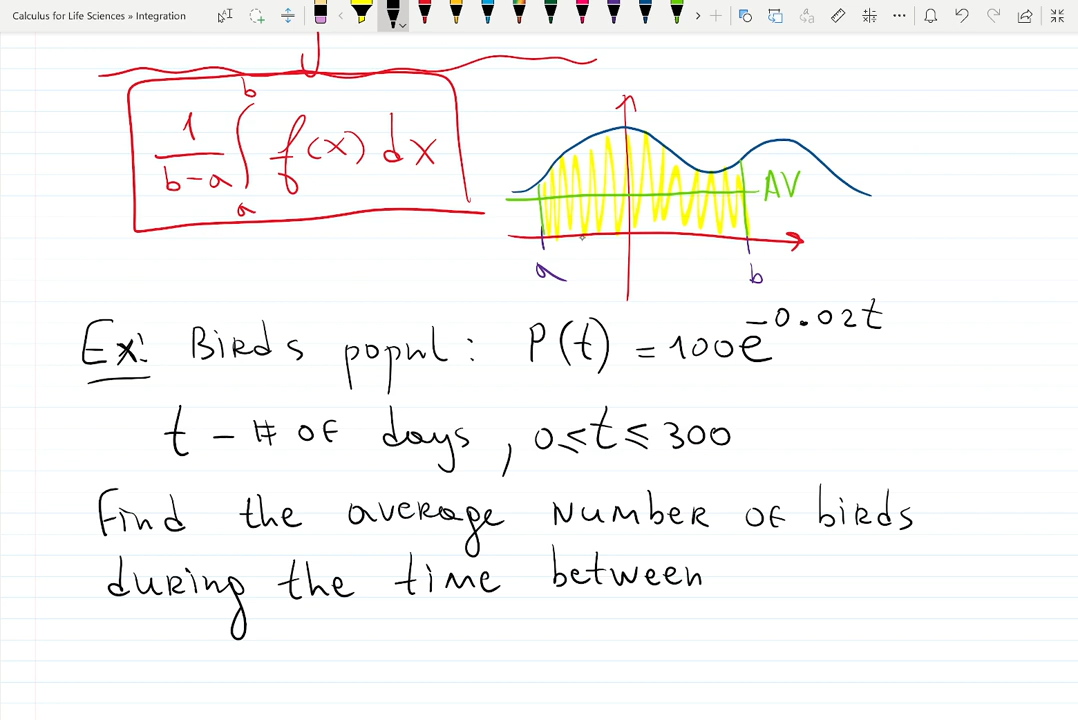 Calculus for Life Sciences » Integration
1/(b-a) ∫_a^b f(x) dx
AV
a b
Ex: Birds popul: P(t) = 100e^{-0.02t}
t - # of days, 0 ≤ t ≤ 300
Find the average number of birds
during the time between